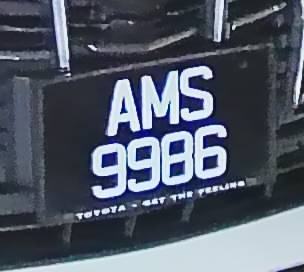 AMS
9986
TOYOTA - GET THE FEELING